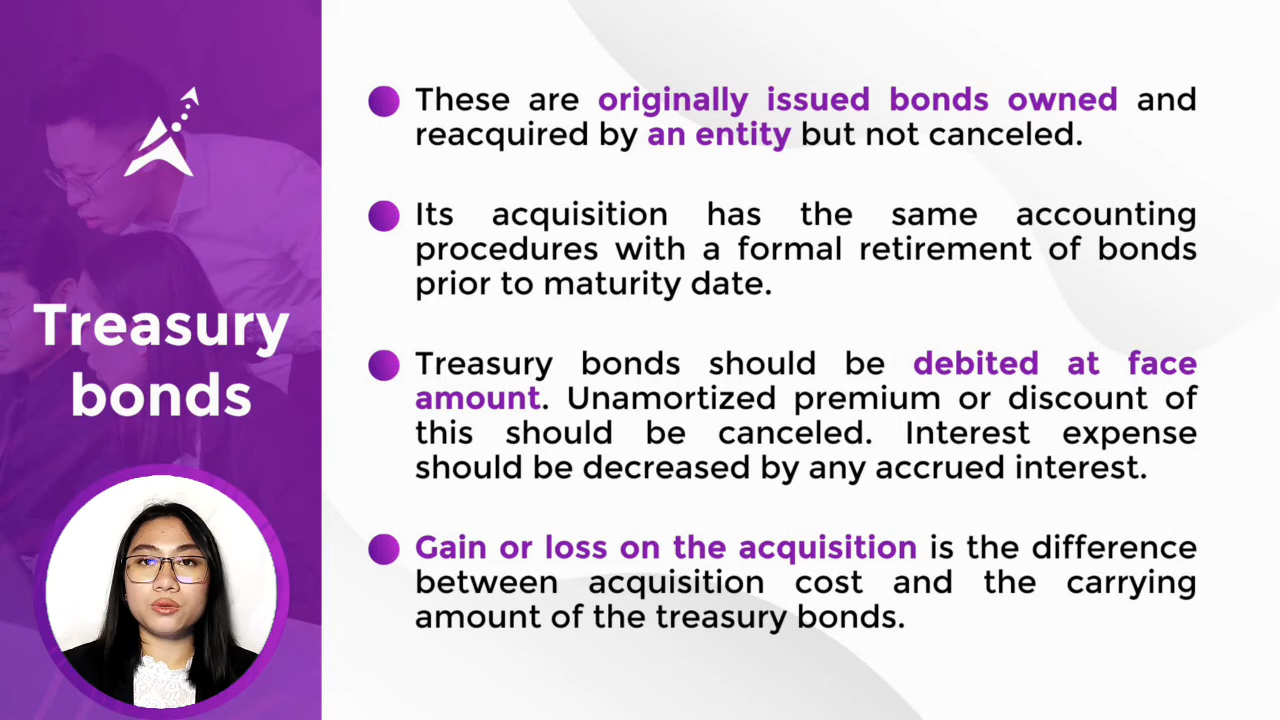 Treasury
bonds
These are originally issued bonds owned and
reacquired by an entity but not canceled.
Its acquisition has the same accounting
procedures with a formal retirement of bonds
prior to maturity date.
Treasury bonds should be debited at face
amount. Unamortized premium or discount of
this should be canceled. Interest expense
should be decreased by any accrued interest.
Gain or loss on the acquisition is the difference
between acquisition cost and the carrying
amount of the treasury bonds.